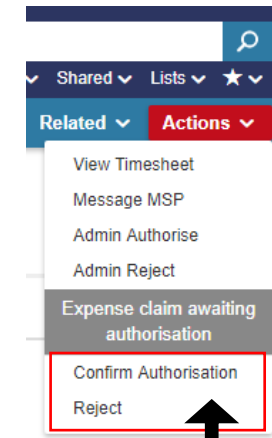 Shared Lists ★
Related Actions
View Timesheet
Message MSP
Admin Authorise
Admin Reject
Expense claim awaiting
authorisation
Confirm Authorisation
Reject